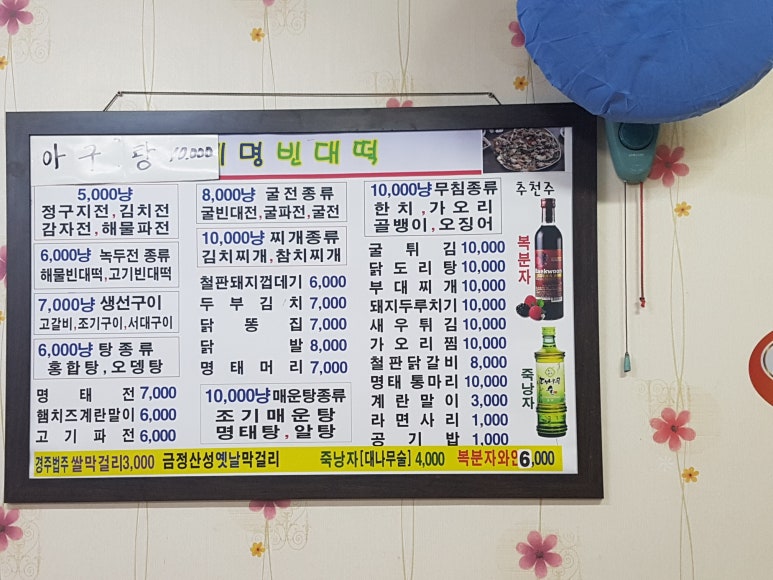 아구탕 10,000
명빈대떡
5,000냥
정구지전,김치전
감자전,해물파전
6,000냥 녹두전 종류
해물빈대떡,고기빈대떡
7,000냥 생선구이
고갈비,조기구이,서대구이
6,000냥 탕 종류
홍합탕,오뎅탕
명태전 7,000
햄치즈계란말이 6,000
고기파전 6,000
8,000냥 굴전종류
굴빈대전,굴파전,굴전
10,000냥 찌개종류
김치찌개,참치찌개
철판돼지껍데기 6,000
두부김치 7,000
닭똥집 7,000
닭발 8,000
명태머리 7,000
10,000냥 매운탕종류
조기매운탕
명태탕,알탕
10,000냥 무침종류
한치,가오리
골뱅이,오징어
굴튀김 10,000
닭도리탕 10,000
부대찌개 10,000
돼지두루치기 10,000
새우튀김 10,000
가오리찜 10,000
철판닭갈비 8,000
명태통마리 10,000
계란말이 3,000
라면사리 1,000
공기밥 1,000
추천주
복분자
죽낭자
경주법주 쌀막걸리3,000 금정산성옛날막걸리 죽낭자[대나무술] 4,000 복분자와인6,000